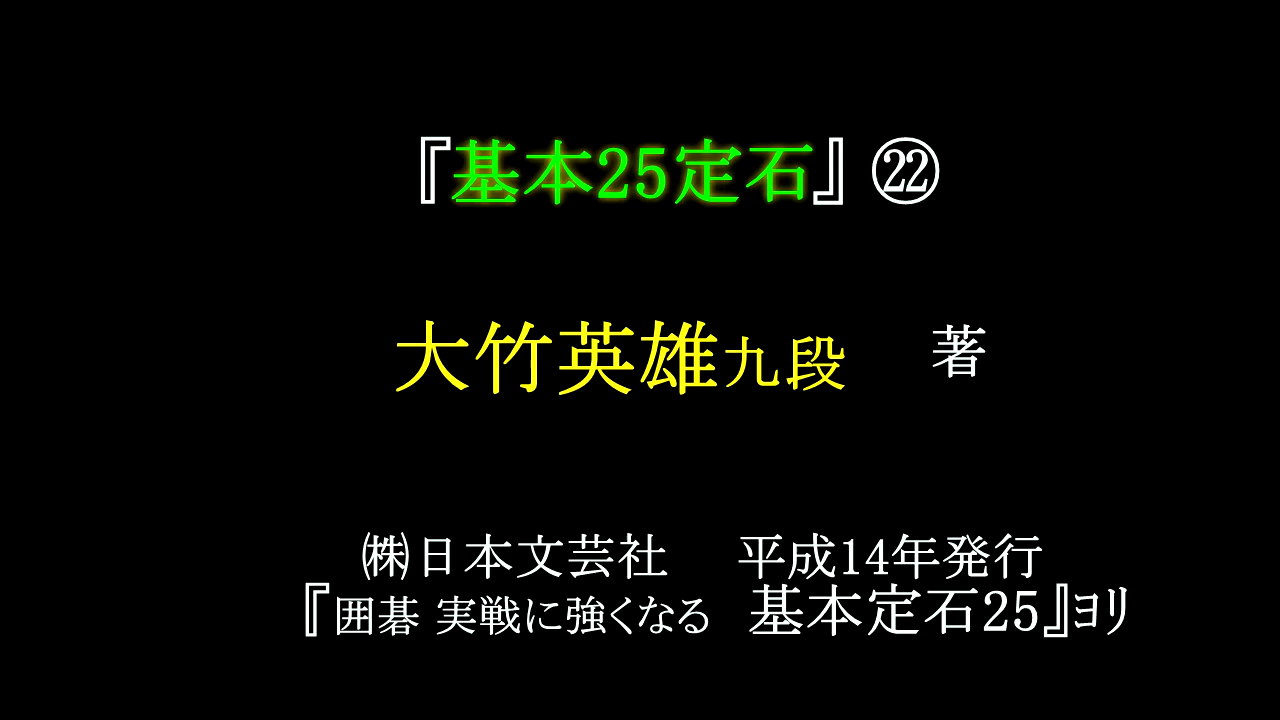 『基本25定石』㉒
大竹英雄九段 著
㈱日本文芸社 平成14年発行
『囲碁 実戦に強くなる 基本定石25』ﾖﾘ